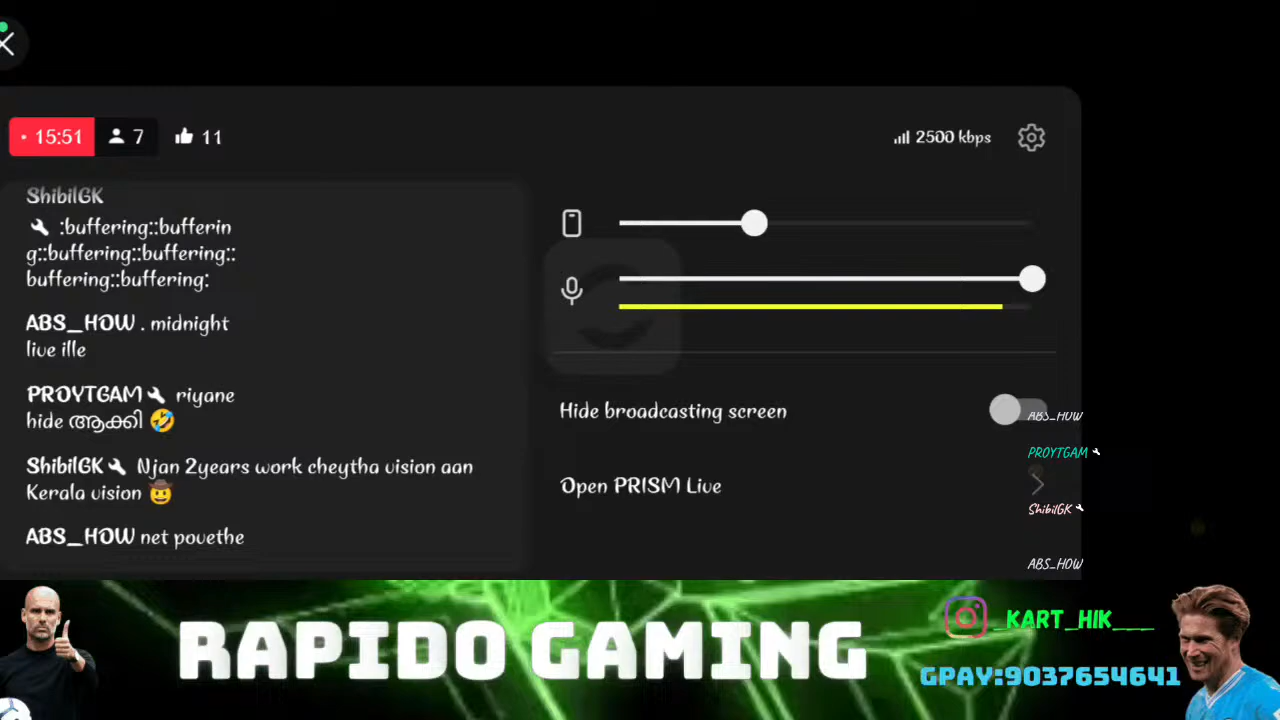 15:51 7 11
2500 kbps
ShibilGK
:buffering::bufferin
g::buffering::buffering::
buffering::buffering:
ABS_HOW . midnight
live ille
PROYTGAM riyane
hide ആക്കി 🤣
ShibilGK Njan 2years work cheytha vision aan
Kerala vision 🤠
ABS_HOW net povethe
Hide broadcasting screen
Open PRISM Live
ABS_HOW
PROYTGAM
ShibilGK
ABS_HOW
RAPIDO GAMING
_KART_HIK___
GPAY:9037654641